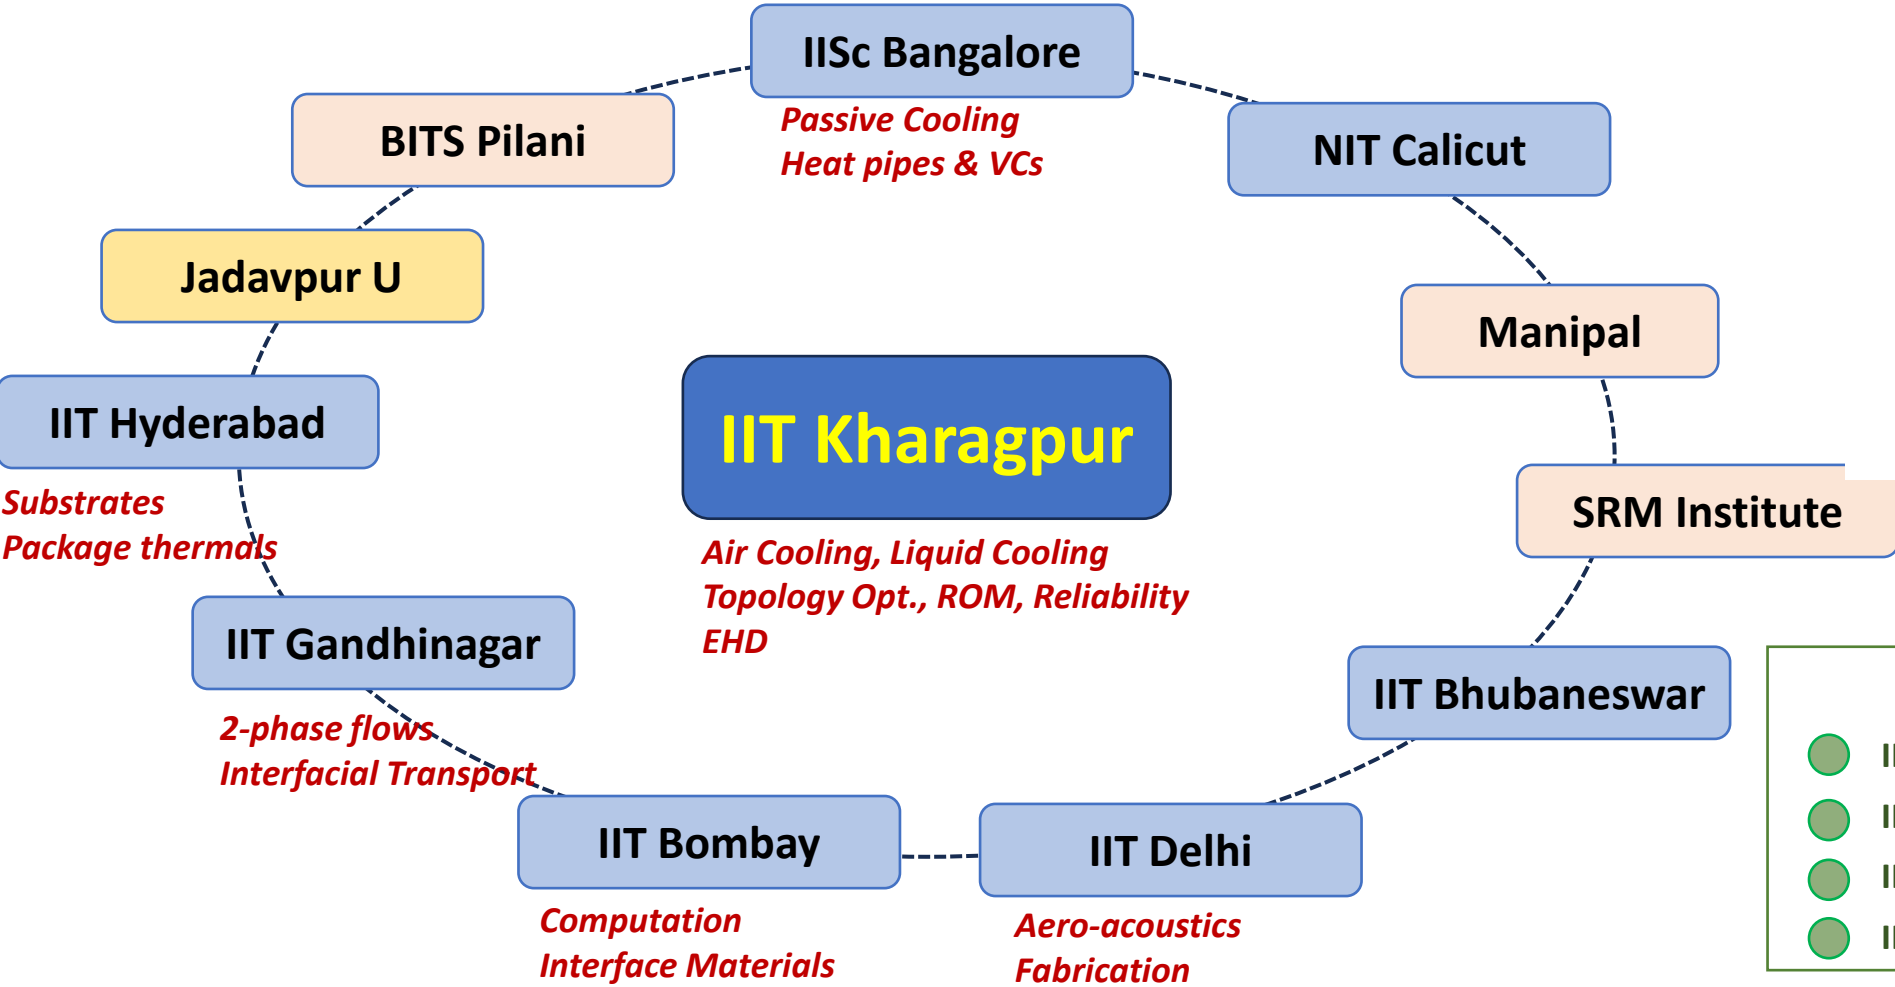 IISc Bangalore
Passive Cooling
Heat pipes & VCs
BITS Pilani
NIT Calicut
Jadavpur U
Manipal
IIT Hyderabad
Substrates
Package thermals
IIT Kharagpur
Air Cooling, Liquid Cooling
Topology Opt., ROM, Reliability
EHD
SRM Institute
IIT Gandhinagar
2-phase flows
Interfacial Transport
IIT Bhubaneswar
IIT Bombay
Computation
Interface Materials
IIT Delhi
Aero-acoustics
Fabrication